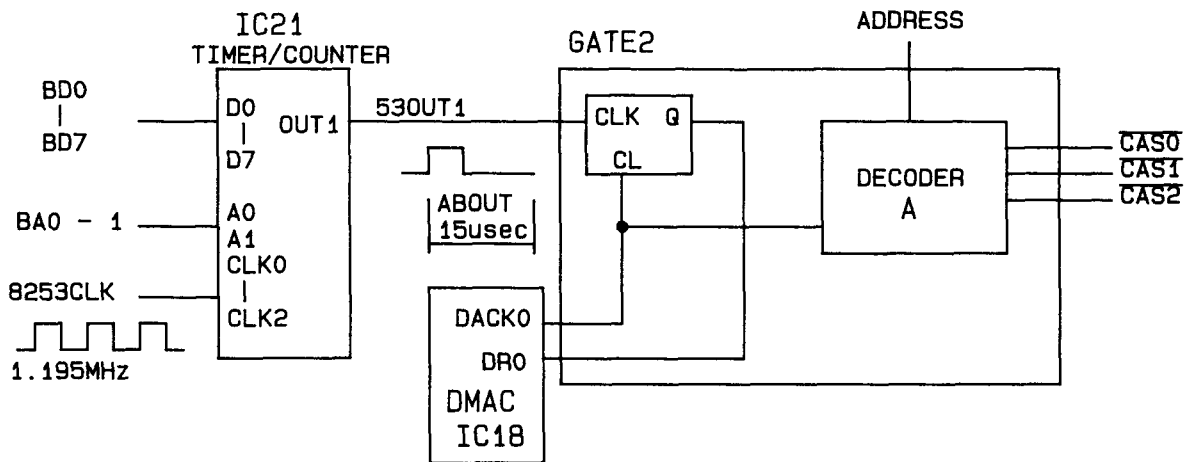 IC21
TIMER/COUNTER
BD0
|
BD7
D0
|
D7
OUT1
53OUT1
BA0 - 1
A0
A1
CLK0
|
CLK2
8253CLK
1.195MHz
ABOUT
15usec
GATE2
CLK Q
CL
ADDRESS
DECODER
A
CAS0
CAS1
CAS2
DACK0
DR0
DMAC
IC18